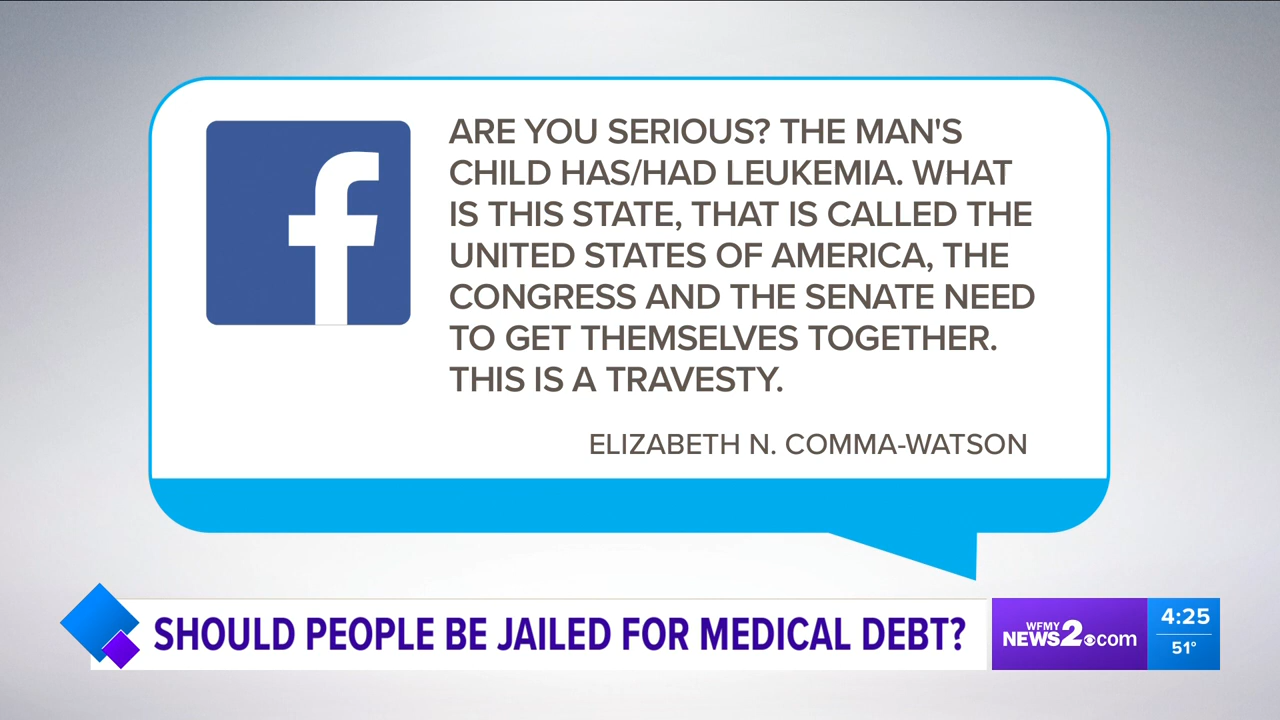 ARE YOU SERIOUS? THE MAN'S
CHILD HAS/HAD LEUKEMIA. WHAT
IS THIS STATE, THAT IS CALLED THE
UNITED STATES OF AMERICA, THE
CONGRESS AND THE SENATE NEED
TO GET THEMSELVES TOGETHER.
THIS IS A TRAVESTY.
ELIZABETH N. COMMA-WATSON
SHOULD PEOPLE BE JAILED FOR MEDICAL DEBT?
WFMY
NEWS2.com
4:25
51°